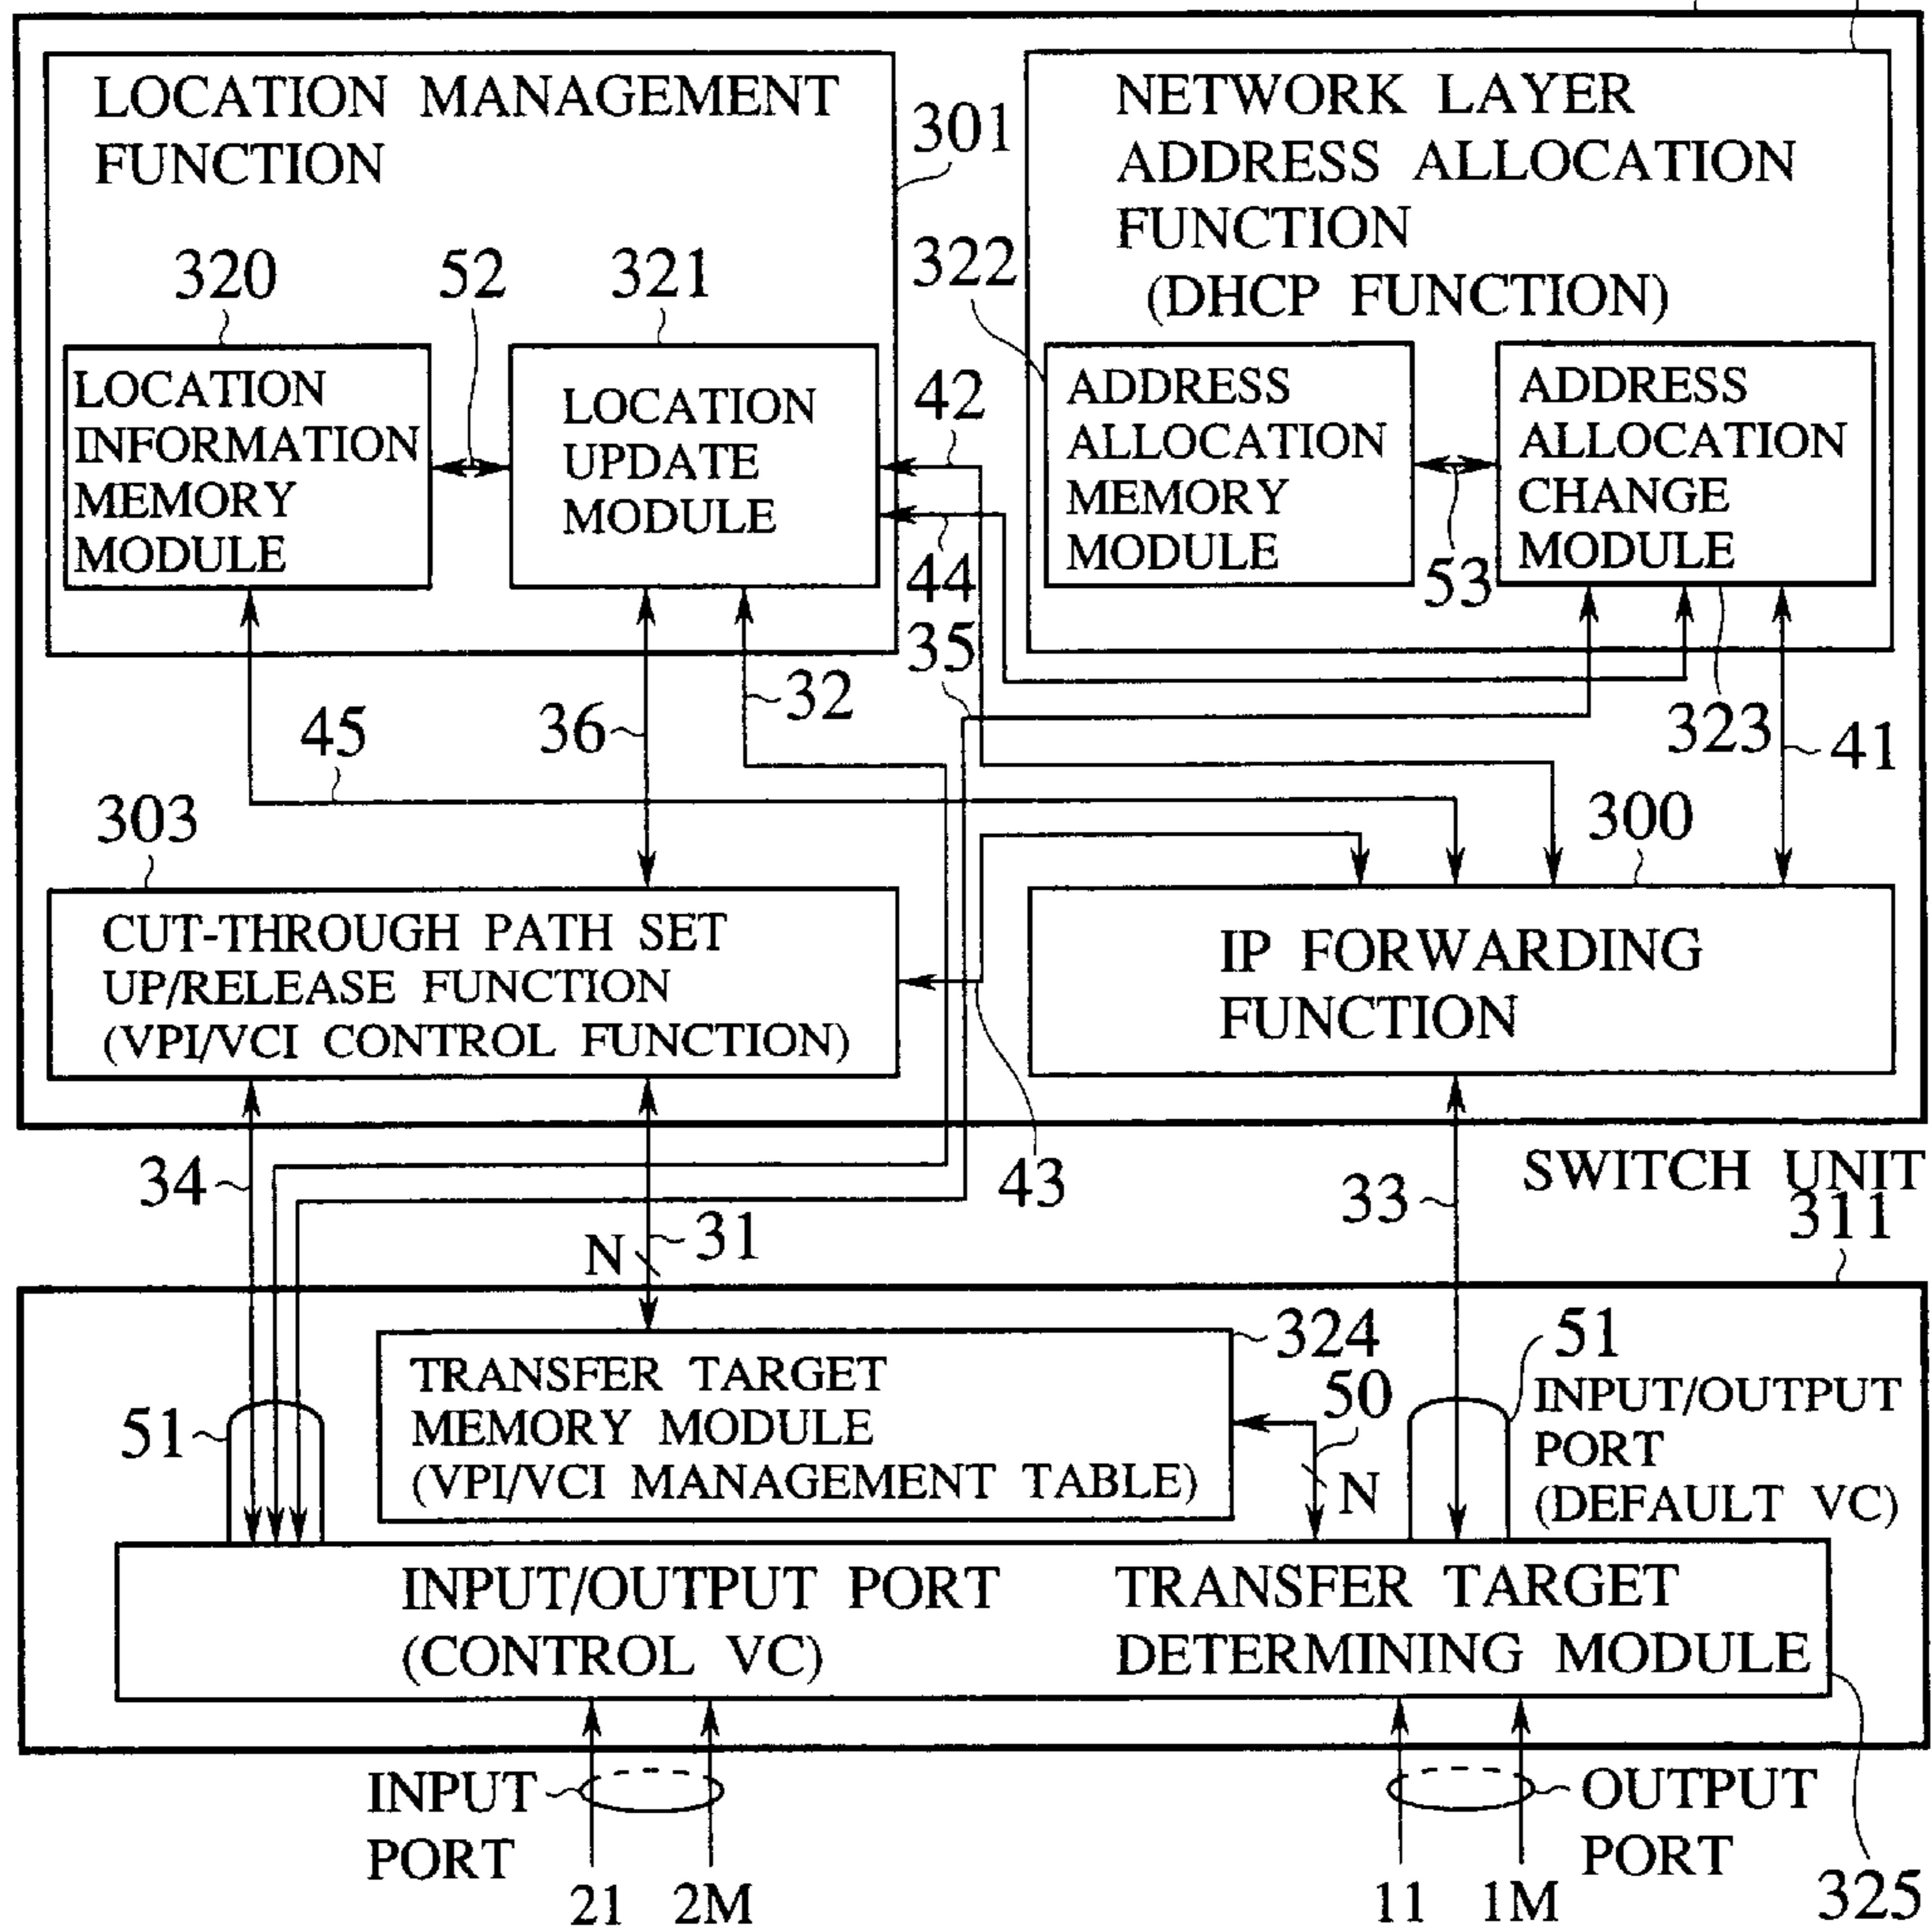 LOCATION MANAGEMENT
FUNCTION
301
NETWORK LAYER
ADDRESS ALLOCATION
FUNCTION
(DHCP FUNCTION)
320
52
321
322
LOCATION
INFORMATION
MEMORY
MODULE
LOCATION
UPDATE
MODULE
42
44
35
ADDRESS
ALLOCATION
MEMORY
MODULE
53
ADDRESS
ALLOCATION
CHANGE
MODULE
45
36
32
323
41
303
300
CUT-THROUGH PATH SET
UP/RELEASE FUNCTION
(VPI/VCI CONTROL FUNCTION)
IP FORWARDING
FUNCTION
34
N
31
43
33
SWITCH UNIT
311
51
TRANSFER TARGET
MEMORY MODULE
(VPI/VCI MANAGEMENT TABLE)
324
50
N
51
INPUT/OUTPUT
PORT
(DEFAULT VC)
INPUT/OUTPUT PORT
(CONTROL VC)
TRANSFER TARGET
DETERMINING MODULE
INPUT
PORT
21
2M
11
1M
OUTPUT
PORT
325